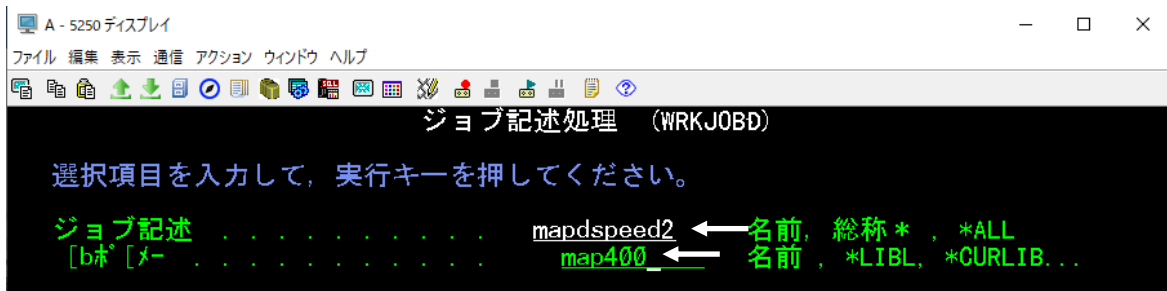 A - 5250 ディスプレイ
ファイル 編集 表示 通信 アクション ウィンドウ ヘルプ
ジョブ記述処理 (WRKJOBD)
選択項目を入力して, 実行キーを押してください。
ジョブ記述 . . . . . . . . . . . mapdspeed2 名前, 総称* , *ALL
[bﾎﾞ[ﾒｰ . . . . . . . . . . . map400 名前 , *LIBL, *CURLIB...